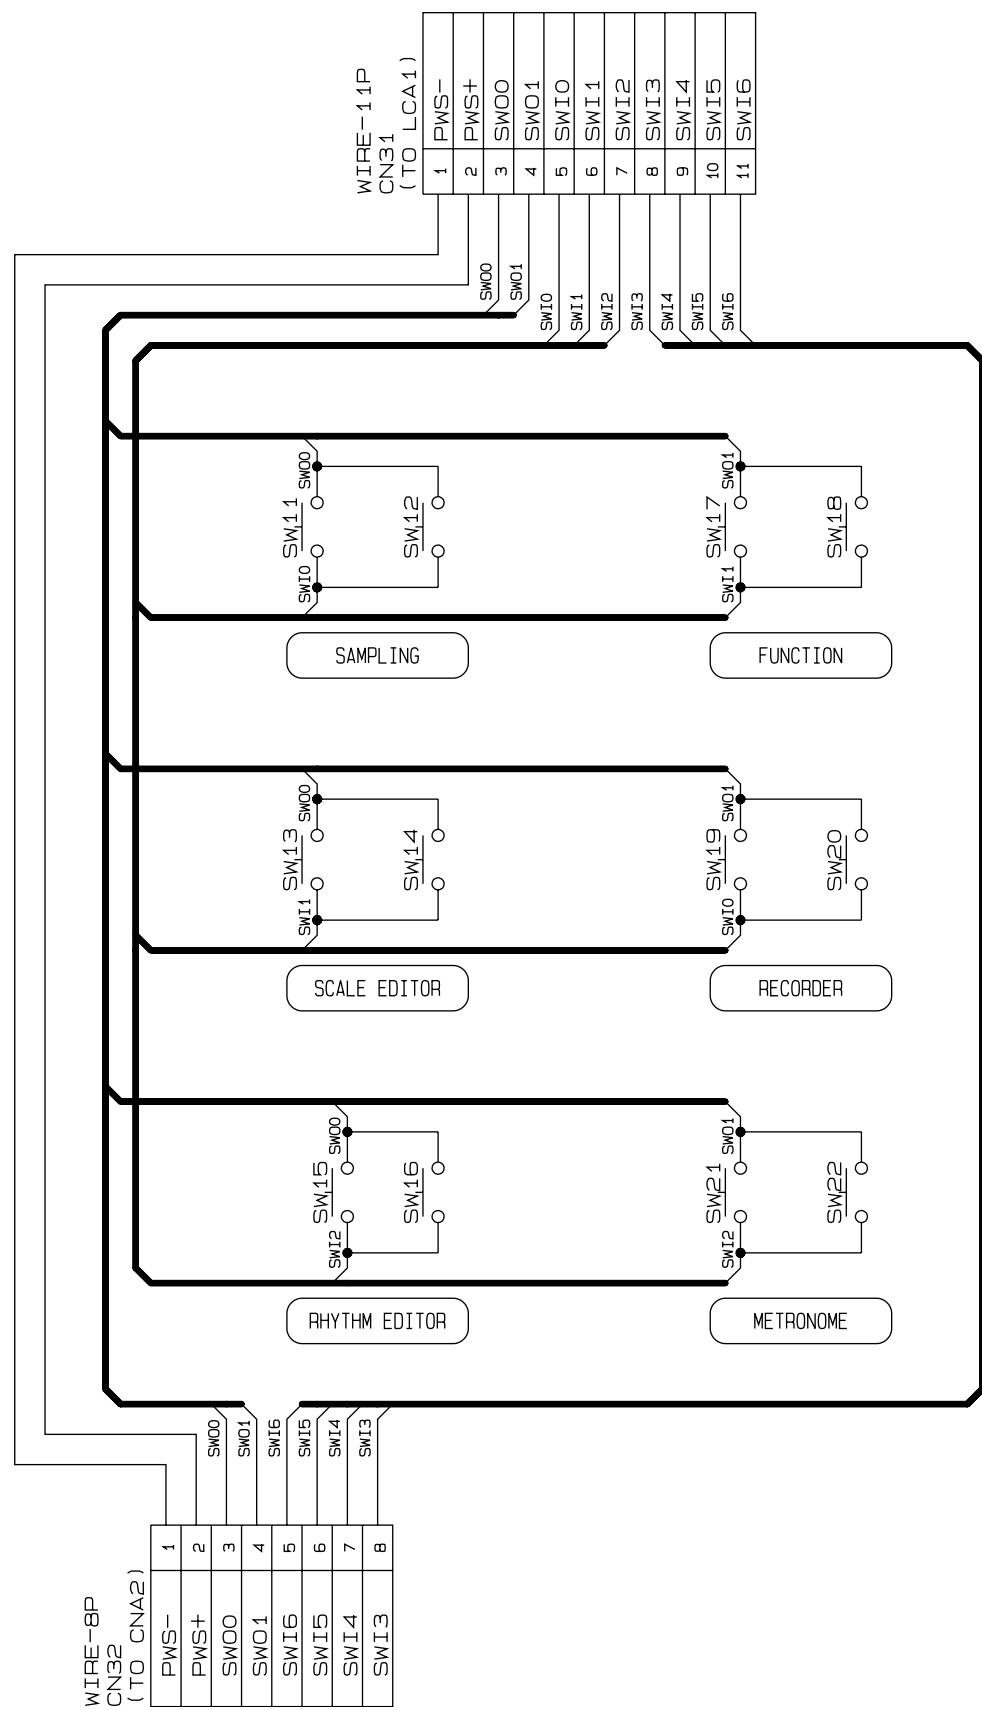 WIRE-11P
CN31
(TO LCA1)
1 PWS-
2 PWS+
3 SWO0
4 SWO1
5 SWI0
6 SWI1
7 SWI2
8 SWI3
9 SWI4
10 SWI5
11 SWI6
SWO0
SWO1
SWI0
SWI1
SWI2
SWI3
SWI4
SWI5
SWI6
SWO0
SW11
SW12
SWI0
SAMPLING
SWO1
SW17
SW18
SWI1
FUNCTION
SWO0
SW13
SW14
SWI1
SCALE EDITOR
SWO1
SW19
SW20
SWI0
RECORDER
SWO0
SW15
SW16
SWI2
RHYTHM EDITOR
SWO1
SW21
SW22
SWI2
METRONOME
SWO0
SWO1
SWI6
SWI5
SWI4
SWI3
WIRE-8P
CN32
(TO CNA2)
1 PWS-
2 PWS+
3 SWO0
4 SWO1
5 SWI6
6 SWI5
7 SWI4
8 SWI3